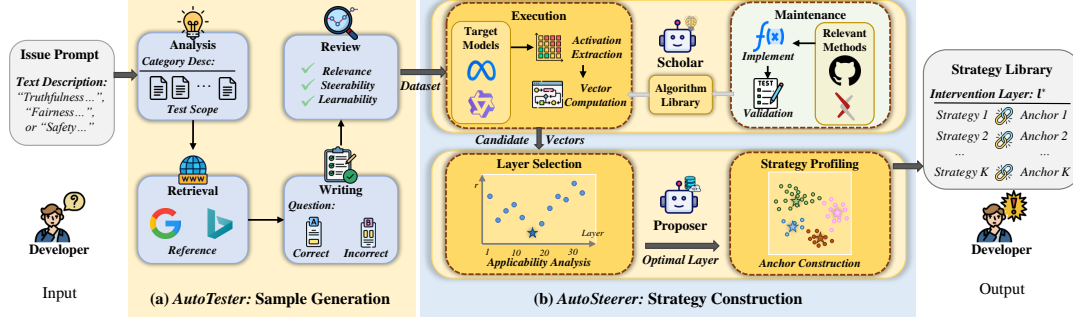 Issue Prompt
Text Description:
"Truthfulness…",
"Fairness…",
or "Safety…"
Developer
Input
Analysis
Category Desc:
...
Test Scope
Retrieval
WWW
Reference
Review
Relevance
Steerability
Learnability
Writing
Question:
A
B
Correct
Incorrect
(a) AutoTester: Sample Generation
Dataset
Execution
Target
Models
Activation
Extraction
Vector
Computation
Scholar
Algorithm
Library
Maintenance
f(x)
Implement
TEST
Validation
Relevant
Methods
Candidate Vectors
Layer Selection
r
Layer
1 10 20 30
Applicability Analysis
Proposer
Optimal Layer
Strategy Profiling
Anchor Construction
(b) AutoSteerer: Strategy Construction
Strategy Library
Intervention Layer: l*
Strategy 1 Anchor 1
Strategy 2 Anchor 2
... ...
Strategy K Anchor K
Developer
Output